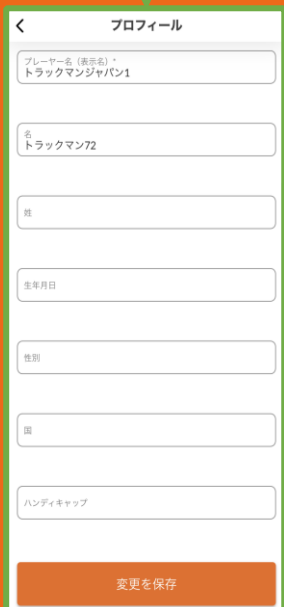 プロフィール
プレーヤー名（表示名）*
トラックマンジャパン1
名
トラックマン72
姓
生年月日
性別
国
ハンディキャップ
変更を保存